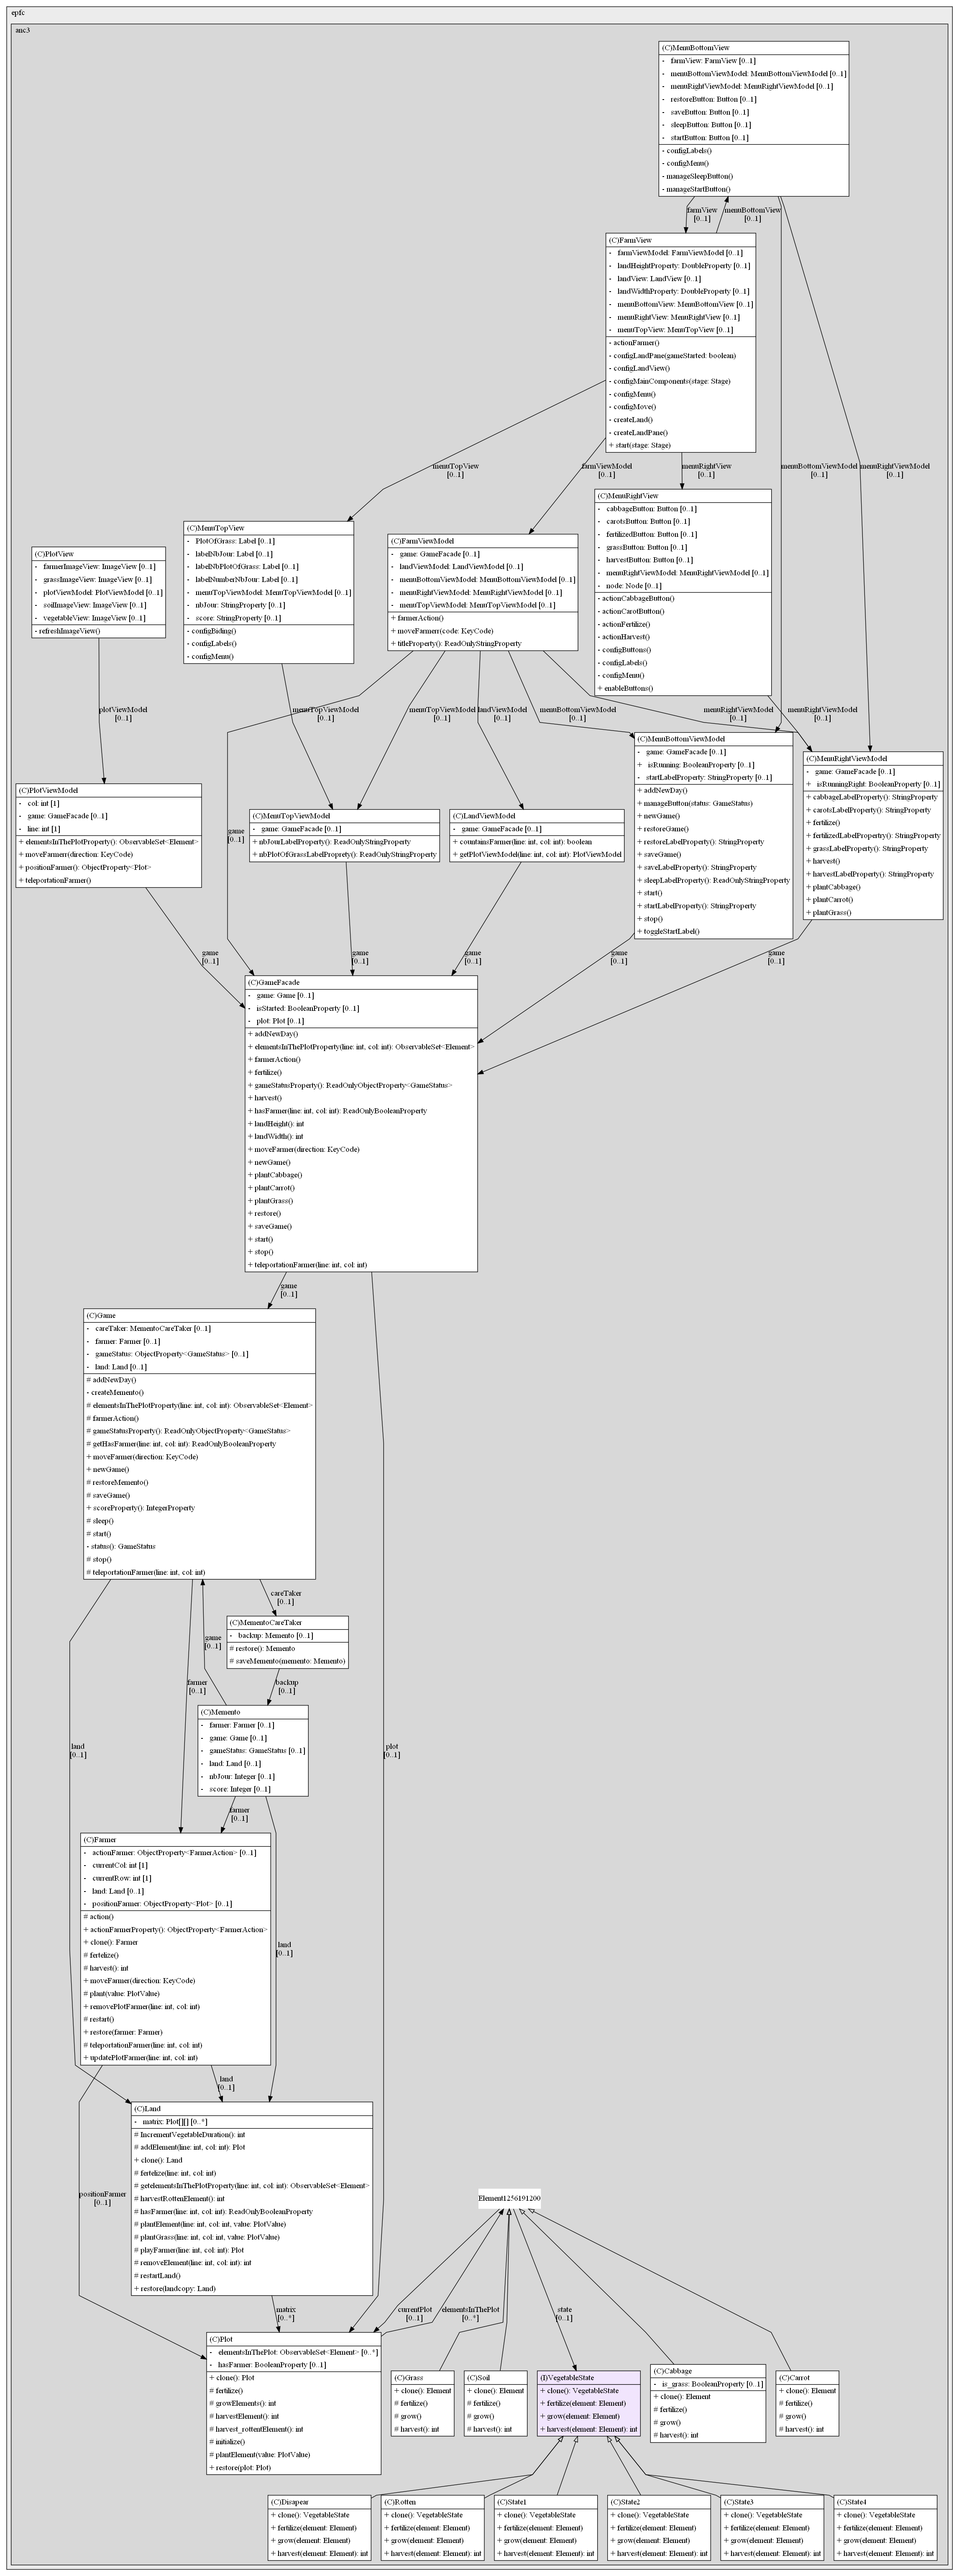 epfc
anc3
(C)MenuBottomView
- farmView: FarmView [0..1]
- menuBottomViewModel: MenuBottomViewModel [0..1]
- menuRightViewModel: MenuRightViewModel [0..1]
- restoreButton: Button [0..1]
- saveButton: Button [0..1]
- sleepButton: Button [0..1]
- startButton: Button [0..1]
- configLabels()
- configMenu()
- manageSleepButton()
- manageStartButton()
farmView
[0..1]
menuBottomView
[0..1]
(C)FarmView
- farmViewModel: FarmViewModel [0..1]
- landHeightProperty: DoubleProperty [0..1]
- landView: LandView [0..1]
- landWidthProperty: DoubleProperty [0..1]
- menuBottomView: MenuBottomView [0..1]
- menuRightView: MenuRightView [0..1]
- menuTopView: MenuTopView [0..1]
- actionFarmer()
- configLandPane(gameStarted: boolean)
- configLandView()
- configMainComponents(stage: Stage)
- configMenu()
- configMove()
- createLand()
- createLandPane()
+ start(stage: Stage)
menuTopView
[0..1]
farmViewModel
[0..1]
menuRightView
[0..1]
menuBottomViewModel
[0..1]
menuRightViewModel
[0..1]
(C)PlotView
- farmerImageView: ImageView [0..1]
- grassImageView: ImageView [0..1]
- plotViewModel: PlotViewModel [0..1]
- soilImageView: ImageView [0..1]
- vegetableView: ImageView [0..1]
- refreshImageView()
(C)MenuTopView
- PlotOfGrass: Label [0..1]
- labelNbJour: Label [0..1]
- labelNbPlotOfGrass: Label [0..1]
- labelNumberNbJour: Label [0..1]
- menuTopViewModel: MenuTopViewModel [0..1]
- nbJour: StringProperty [0..1]
- score: StringProperty [0..1]
- configBiding()
- configLabels()
- configMenu()
(C)FarmViewModel
- game: GameFacade [0..1]
- landViewModel: LandViewModel [0..1]
- menuBottomViewModel: MenuBottomViewModel [0..1]
- menuRightViewModel: MenuRightViewModel [0..1]
- menuTopViewModel: MenuTopViewModel [0..1]
+ farmerAction()
+ moveFarmerr(code: KeyCode)
+ titleProperty(): ReadOnlyStringProperty
(C)MenuRightView
- cabbageButton: Button [0..1]
- carotsButton: Button [0..1]
- fertilizedButton: Button [0..1]
- grassButton: Button [0..1]
- harvestButton: Button [0..1]
- menuRightViewModel: MenuRightViewModel [0..1]
- node: Node [0..1]
- actionCabbageButton()
- actionCarotButton()
- actionFertilize()
- actionHarvest()
- configButtons()
- configLabels()
- configMenu()
+ enableButtons()
plotViewModel
[0..1]
menuTopViewModel
[0..1]
menuTopViewModel
[0..1]
landViewModel
[0..1]
menuBottomViewModel
[0..1]
menuRightViewModel
[0..1]
menuRightViewModel
[0..1]
(C)PlotViewModel
- col: int [1]
- game: GameFacade [0..1]
- line: int [1]
+ elementsInThePlotProperty(): ObservableSet<Element>
+ moveFarmerr(direction: KeyCode)
+ positionFarmer(): ObjectProperty<Plot>
+ teleportationFarmer()
game
[0..1]
(C)MenuTopViewModel
- game: GameFacade [0..1]
+ nbJourLabelProperty(): ReadOnlyStringProperty
+ nbPlotOfGrassLabelProprety(): ReadOnlyStringProperty
(C)LandViewModel
- game: GameFacade [0..1]
+ countainsFarmer(line: int, col: int): boolean
+ getPlotViewModel(line: int, col: int): PlotViewModel
(C)MenuBottomViewModel
- game: GameFacade [0..1]
+ isRunning: BooleanProperty [0..1]
- startLabelProperty: StringProperty [0..1]
+ addNewDay()
+ manageButton(status: GameStatus)
+ newGame()
+ restoreGame()
+ restoreLabelProperty(): StringProperty
+ saveGame()
+ saveLabelProperty(): StringProperty
+ sleepLabelProperty(): ReadOnlyStringProperty
+ start()
+ startLabelProperty(): StringProperty
+ stop()
+ toggleStartLabel()
(C)MenuRightViewModel
- game: GameFacade [0..1]
+ isRunningRight: BooleanProperty [0..1]
+ cabbageLabelProperty(): StringProperty
+ carotsLabelProperty(): StringProperty
+ fertilize()
+ fertilizedLabelPropertry(): StringProperty
+ grassLabelProperty(): StringProperty
+ harvest()
+ harvestLabelProperty(): StringProperty
+ plantCabbage()
+ plantCarrot()
+ plantGrass()
game
[0..1]
game
[0..1]
game
[0..1]
game
[0..1]
game
[0..1]
(C)GameFacade
- game: Game [0..1]
- isStarted: BooleanProperty [0..1]
- plot: Plot [0..1]
+ addNewDay()
+ elementsInThePlotProperty(line: int, col: int): ObservableSet<Element>
+ farmerAction()
+ fertilize()
+ gameStatusProperty(): ReadOnlyObjectProperty<GameStatus>
+ harvest()
+ hasFarmer(line: int, col: int): ReadOnlyBooleanProperty
+ landHeight(): int
+ landWidth(): int
+ moveFarmer(direction: KeyCode)
+ newGame()
+ plantCabbage()
+ plantCarrot()
+ plantGrass()
+ restore()
+ saveGame()
+ start()
+ stop()
+ teleportationFarmer(line: int, col: int)
game
[0..1]
(C)Game
- careTaker: MementoCareTaker [0..1]
- farmer: Farmer [0..1]
- gameStatus: ObjectProperty<GameStatus> [0..1]
- land: Land [0..1]
# addNewDay()
- createMemento()
# elementsInThePlotProperty(line: int, col: int): ObservableSet<Element>
# farmerAction()
# gameStatusProperty(): ReadOnlyObjectProperty<GameStatus>
# getHasFarmer(line: int, col: int): ReadOnlyBooleanProperty
+ moveFarmer(direction: KeyCode)
+ newGame()
# restoreMemento()
# saveGame()
+ scoreProperty(): IntegerProperty
# sleep()
# start()
- status(): GameStatus
# stop()
# teleportationFarmer(line: int, col: int)
careTaker
[0..1]
(C)MementoCareTaker
- backup: Memento [0..1]
# restore(): Memento
# saveMemento(memento: Memento)
game
[0..1]
farmer
[0..1]
backup
[0..1]
(C)Memento
- farmer: Farmer [0..1]
- game: Game [0..1]
- gameStatus: GameStatus [0..1]
- land: Land [0..1]
- nbJour: Integer [0..1]
- score: Integer [0..1]
land
[0..1]
plot
[0..1]
farmer
[0..1]
(C)Farmer
- actionFarmer: ObjectProperty<FarmerAction> [0..1]
- currentCol: int [1]
- currentRow: int [1]
- land: Land [0..1]
- positionFarmer: ObjectProperty<Plot> [0..1]
# action()
+ actionFarmerProperty(): ObjectProperty<FarmerAction>
+ clone(): Farmer
# fertelize()
# harvest(): int
+ moveFarmer(direction: KeyCode)
# plant(value: PlotValue)
+ removePlotFarmer(line: int, col: int)
# restart()
+ restore(farmer: Farmer)
# teleportationFarmer(line: int, col: int)
+ updatePlotFarmer(line: int, col: int)
land
[0..1]
land
[0..1]
(C)Land
- matrix: Plot[][] [0..*]
# IncrementVegetableDuration(): int
# addElement(line: int, col: int): Plot
+ clone(): Land
# fertelize(line: int, col: int)
# getelementsInThePlotProperty(line: int, col: int): ObservableSet<Element>
# harvestRottenElement(): int
# hasFarmer(line: int, col: int): ReadOnlyBooleanProperty
# plantElement(line: int, col: int, value: PlotValue)
# plantGrass(line: int, col: int, value: PlotValue)
# playFarmer(line: int, col: int): Plot
# removeElement(line: int, col: int): int
# restartLand()
+ restore(landcopy: Land)
positionFarmer
[0..1]
Element1256191200
matrix
[0..*]
currentPlot
[0..1]
elementsInThePlot
[0..*]
state
[0..1]
(C)Plot
- elementsInThePlot: ObservableSet<Element> [0..*]
- hasFarmer: BooleanProperty [0..1]
+ clone(): Plot
# fertilize()
# growElements(): int
# harvestElement(): int
# harvest_rottenElement(): int
# initialize()
# plantElement(value: PlotValue)
+ restore(plot: Plot)
(C)Grass
+ clone(): Element
# fertilize()
# grow()
# harvest(): int
(C)Soil
+ clone(): Element
# fertilize()
# grow()
# harvest(): int
(I)VegetableState
+ clone(): VegetableState
+ fertilize(element: Element)
+ grow(element: Element)
+ harvest(element: Element): int
(C)Cabbage
- is_grass: BooleanProperty [0..1]
+ clone(): Element
# fertilize()
# grow()
# harvest(): int
(C)Carrot
+ clone(): Element
# fertilize()
# grow()
# harvest(): int
(C)Disapear
+ clone(): VegetableState
+ fertilize(element: Element)
+ grow(element: Element)
+ harvest(element: Element): int
(C)Rotten
+ clone(): VegetableState
+ fertilize(element: Element)
+ grow(element: Element)
+ harvest(element: Element): int
(C)State1
+ clone(): VegetableState
+ fertilize(element: Element)
+ grow(element: Element)
+ harvest(element: Element): int
(C)State2
+ clone(): VegetableState
+ fertilize(element: Element)
+ grow(element: Element)
+ harvest(element: Element): int
(C)State3
+ clone(): VegetableState
+ fertilize(element: Element)
+ grow(element: Element)
+ harvest(element: Element): int
(C)State4
+ clone(): VegetableState
+ fertilize(element: Element)
+ grow(element: Element)
+ harvest(element: Element): int